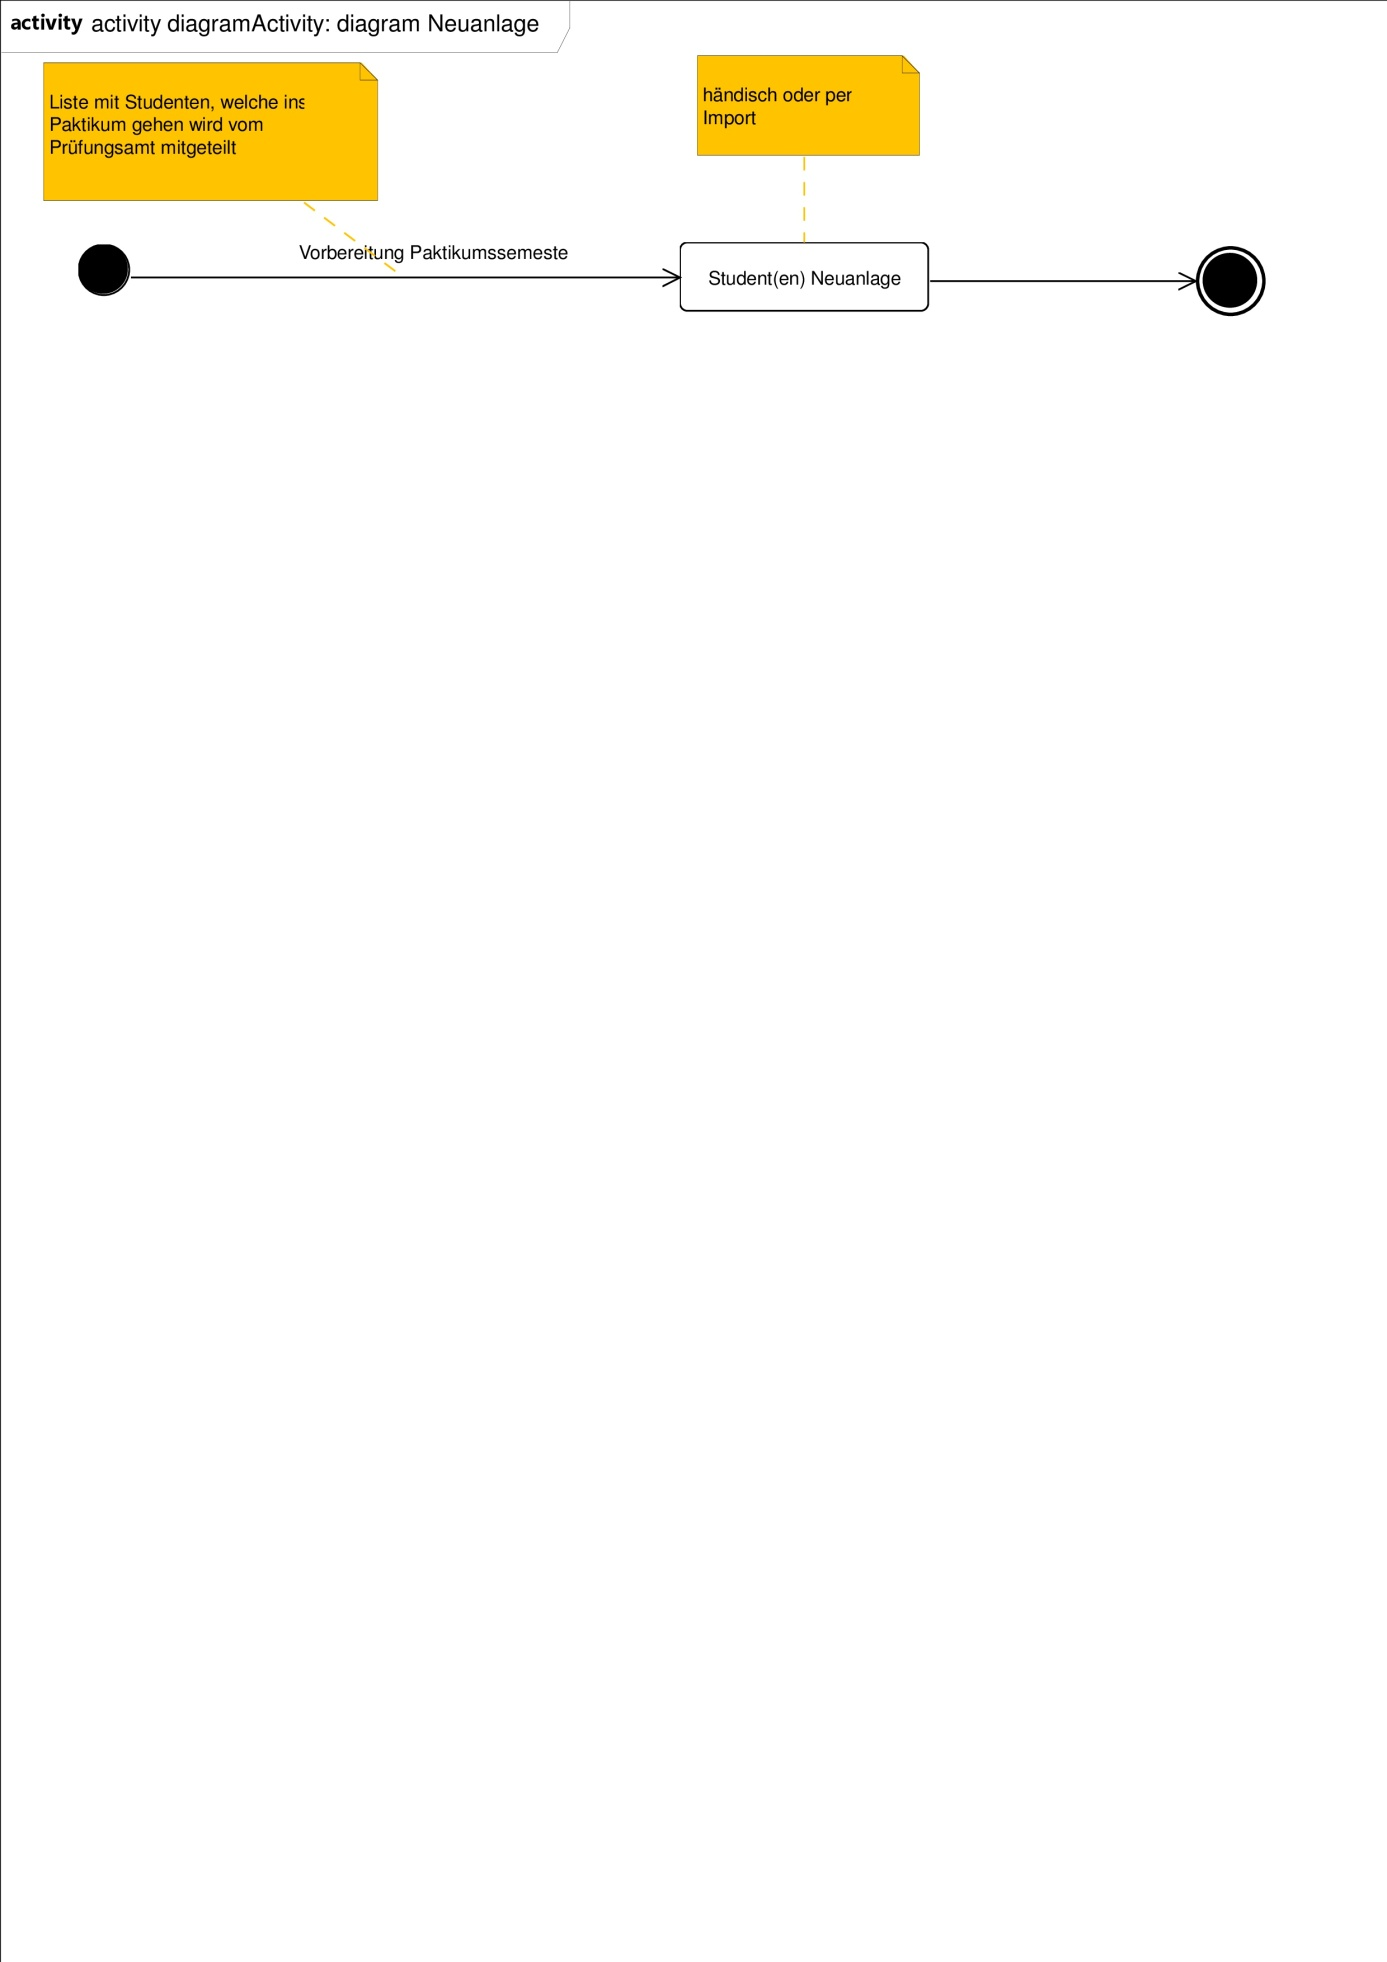 activity activity diagramActivity: diagram Neuanlage
Liste mit Studenten, welche ins
Paktikum gehen wird vom
Prüfungsamt mitgeteilt
händisch oder per
Import
Vorbereitung Paktikumssemeste
Student(en) Neuanlage